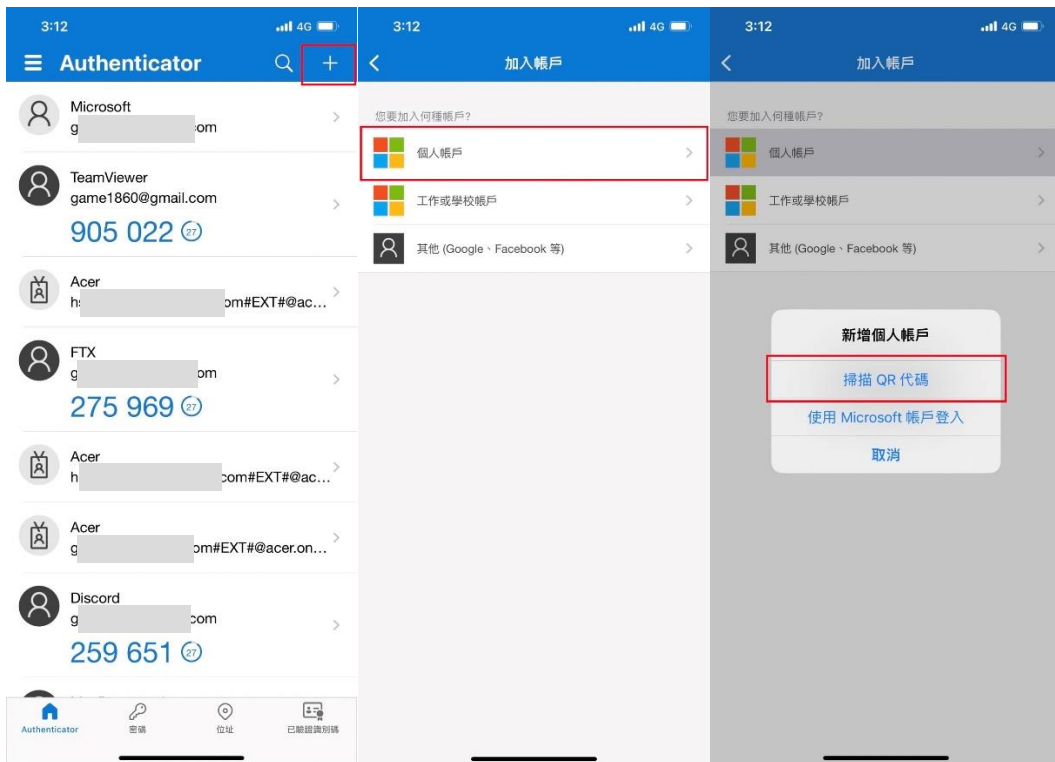 3:12
4G
Authenticator
Microsoft
g
om
TeamViewer
game1860@gmail.com
905 022 27
Acer
h
om#EXT#@ac...
FTX
g
om
275 969 27
Acer
h
com#EXT#@ac...
Acer
g
om#EXT#@acer.on...
Discord
g
com
259 651 27
Authenticator
密碼
位址
已驗證識別碼
3:12
4G
加入帳戶
您要加入何種帳戶?
個人帳戶
工作或學校帳戶
其他 (Google、Facebook 等)
3:12
4G
加入帳戶
您要加入何種帳戶?
個人帳戶
工作或學校帳戶
其他 (Google、Facebook 等)
新增個人帳戶
掃描 QR 代碼
使用 Microsoft 帳戶登入
取消